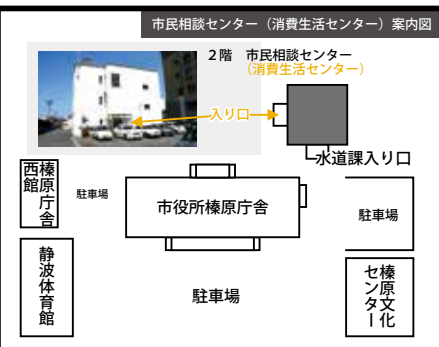 市民相談センター（消費生活センター）案内図
２階　市民相談センター
（消費生活センター）
入り口
水道課入り口
榛原庁舎
西館
駐車場
市役所榛原庁舎
駐車場
静波体育館
駐車場
榛原文化
センター